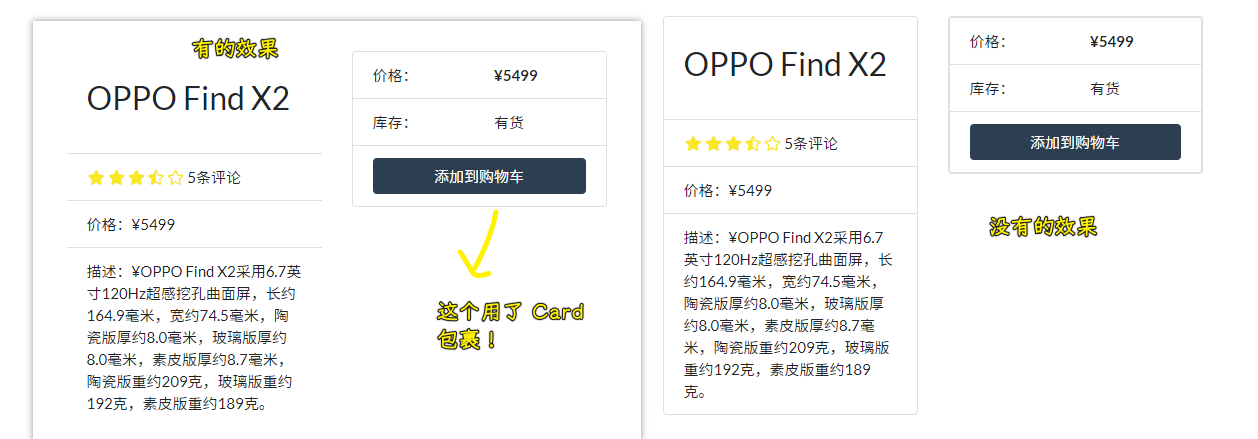 有的效果
OPPO Find X2
5条评论
价格：¥5499
描述：¥OPPO Find X2采用6.7英
寸120Hz超感挖孔曲面屏，长约
164.9毫米，宽约74.5毫米，陶
瓷版厚约8.0毫米，玻璃版厚约
8.0毫米，素皮版厚约8.7毫米，
陶瓷版重约209克，玻璃版重约
192克，素皮版重约189克。
价格： ¥5499
库存： 有货
添加到购物车
这个用了 Card
包裹！
OPPO Find X2
5条评论
价格：¥5499
描述：¥OPPO Find X2采用6.7
英寸120Hz超感挖孔曲面屏，长
约164.9毫米，宽约74.5毫米，
陶瓷版厚约8.0毫米，玻璃版厚
约8.0毫米，素皮版厚约8.7毫
米，陶瓷版重约209克，玻璃版
重约192克，素皮版重约189
克。
价格： ¥5499
库存： 有货
添加到购物车
没有的效果